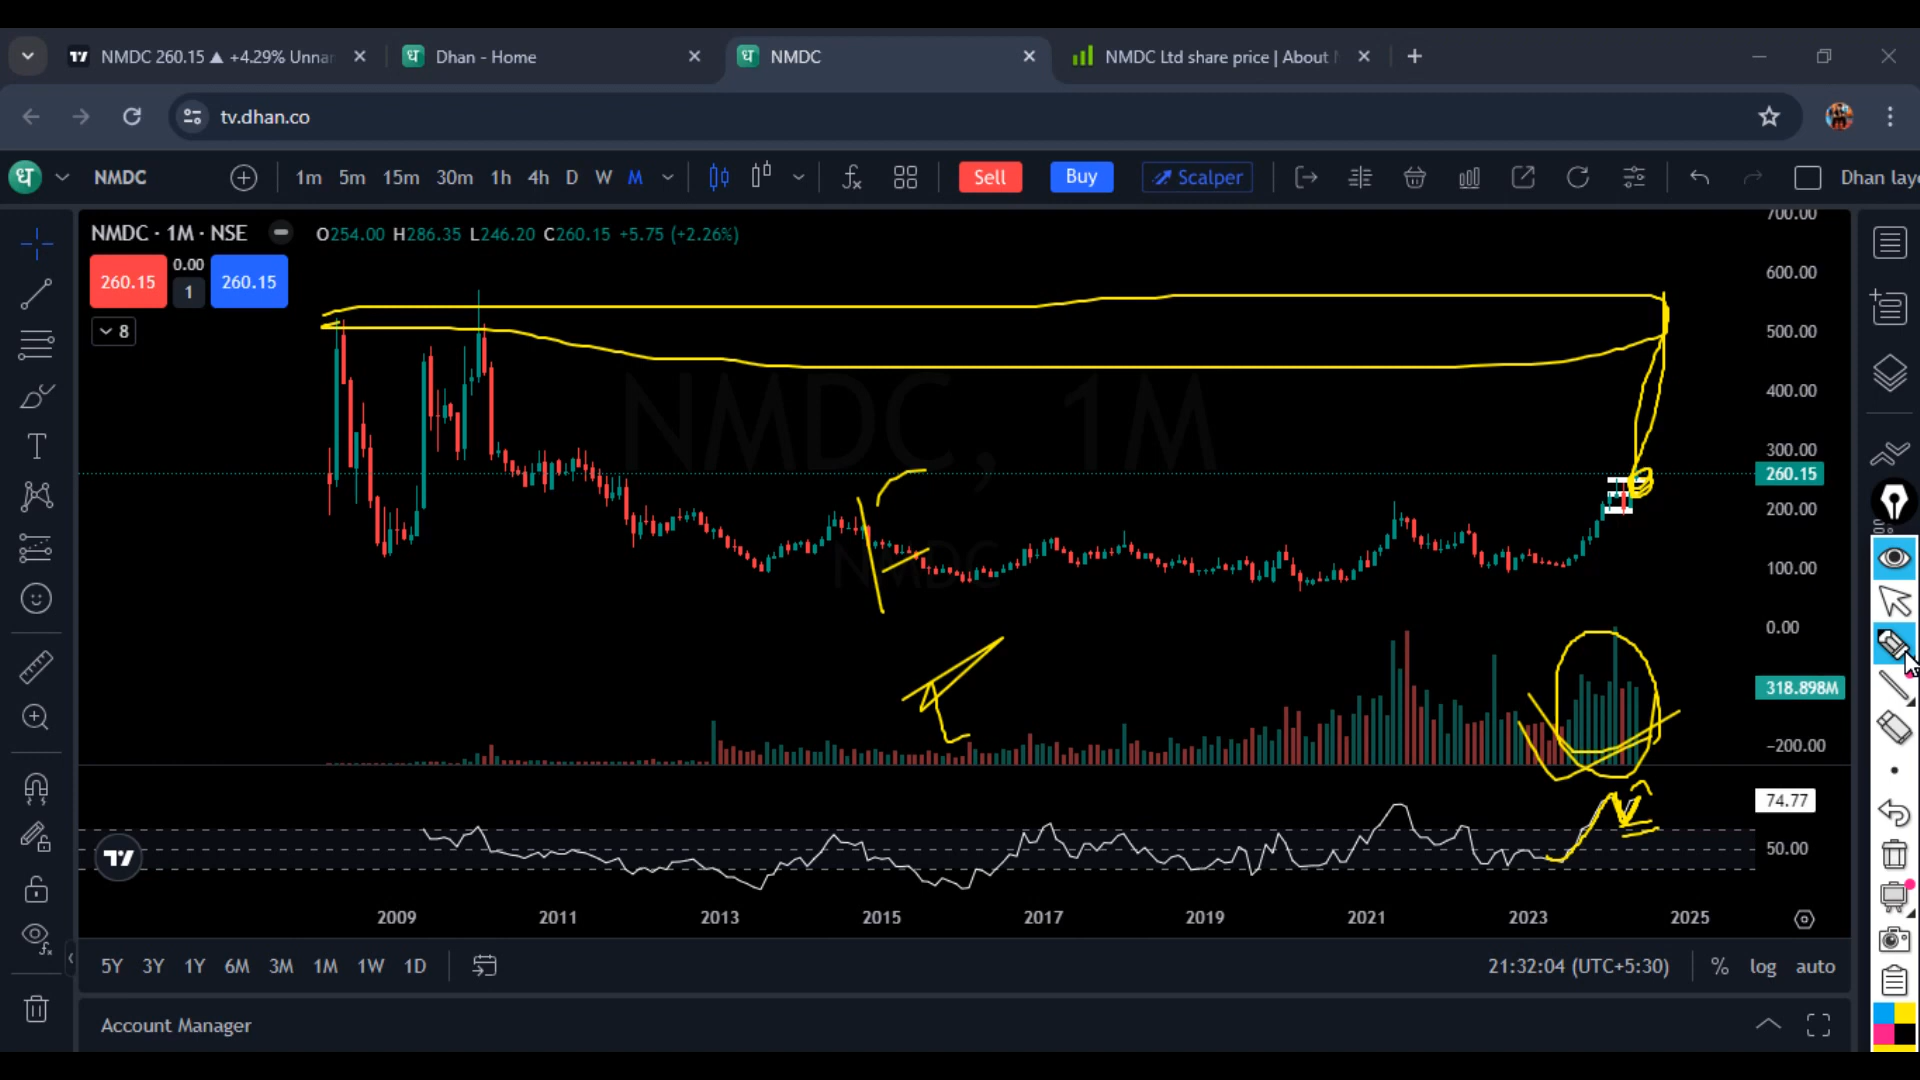 NMDC 260.15 ▲ +4.29% Unnar
Dhan - Home
NMDC
NMDC Ltd share price | About
tv.dhan.co
ध
NMDC
1m 5m 15m 30m 1h 4h D W M
Sell
Buy
Scalper
Dhan lay
NMDC · 1M · NSE
O254.00 H286.35 L246.20 C260.15 +5.75 (+2.26%)
260.15
0.00
1
260.15
8
NMDC, 1M
NMDC
700.00
600.00
500.00
400.00
300.00
260.15
200.00
100.00
0.00
318.898M
−200.00
74.77
50.00
2009 2011 2013 2015 2017 2019 2021 2023 2025
5Y 3Y 1Y 6M 3M 1M 1W 1D
21:32:04 (UTC+5:30)
% log auto
Account Manager